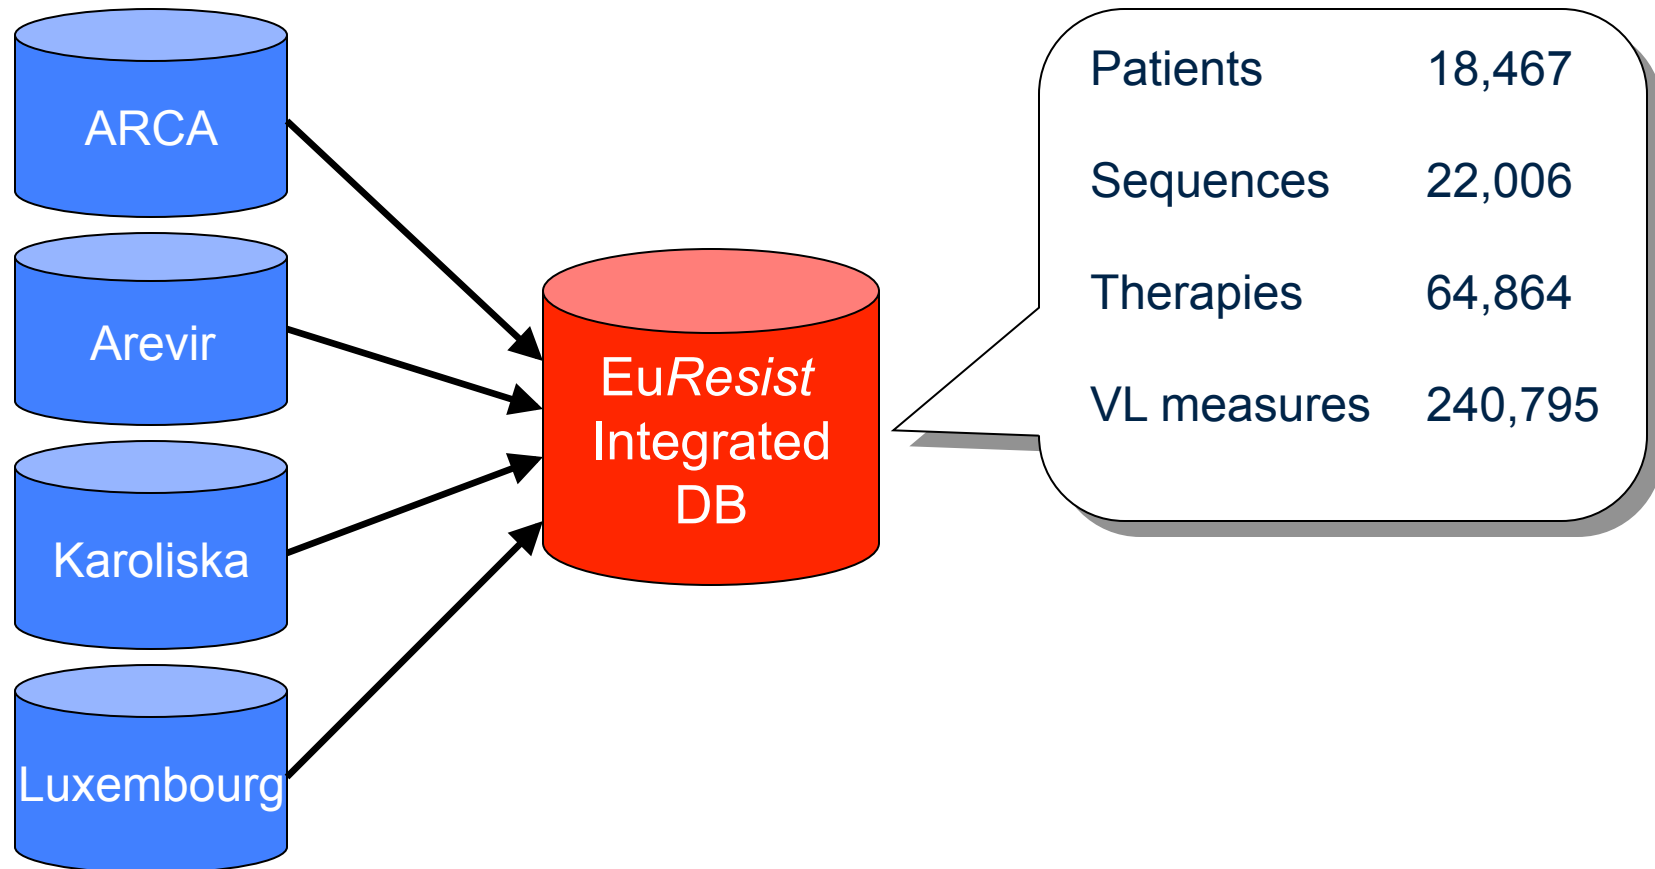 ARCA
Arevir
Karoliska
Luxembourg
EuResist
Integrated
DB
Patients 18,467
Sequences 22,006
Therapies 64,864
VL measures 240,795